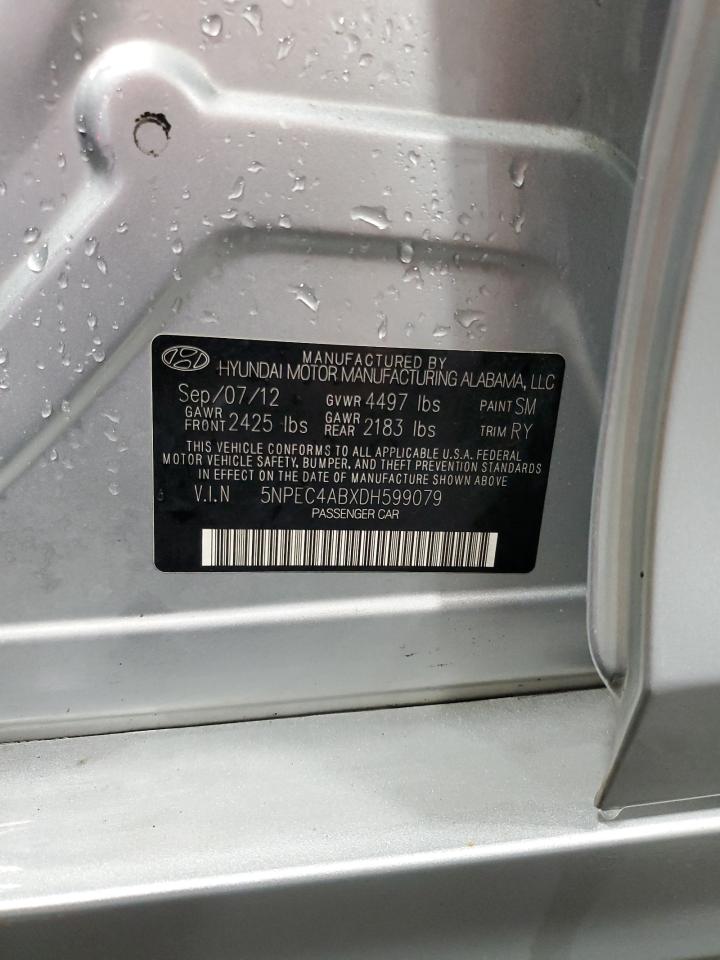 MANUFACTURED BY
HYUNDAI MOTOR MANUFACTURING ALABAMA, LLC
Sep/07/12 GVWR 4497 lbs PAINT SM
GAWR FRONT 2425 lbs GAWR REAR 2183 lbs TRIM RY
THIS VEHICLE CONFORMS TO ALL APPLICABLE U.S.A. FEDERAL
MOTOR VEHICLE SAFETY, BUMPER, AND THEFT PREVENTION STANDARDS
IN EFFECT ON THE DATE OF MANUFACTURE SHOWN ABOVE
V.I.N 5NPEC4ABXDH599079
PASSENGER CAR